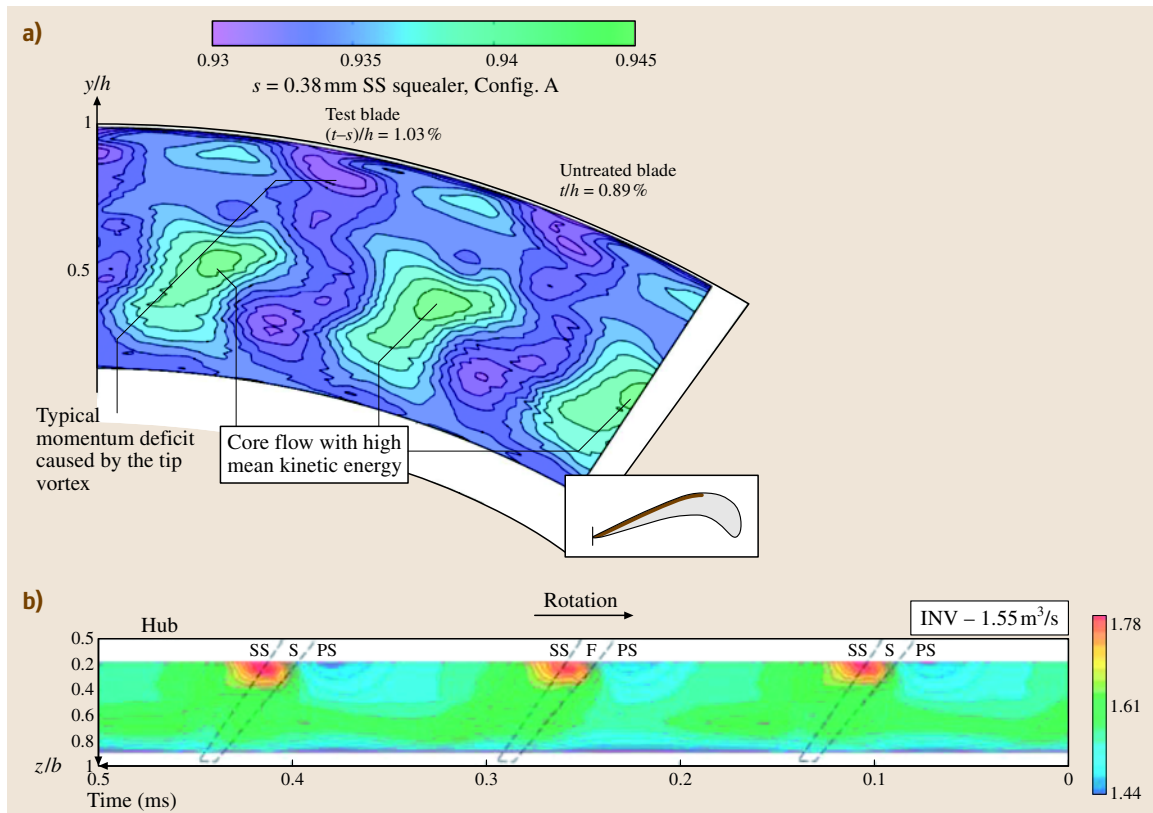 a)
0.93 0.935 0.94 0.945
s = 0.38 mm SS squealer, Config. A
y/h
1
0.5
Test blade
(t–s)/h = 1.03 %
Untreated blade
t/h = 0.89 %
Typical
momentum deficit
caused by the tip
vortex
Core flow with high
mean kinetic energy
b)
Rotation
INV – 1.55 m³/s
Hub
0.5
0.2
0.4
0.6
0.8
1
z/b
SS S PS
SS F PS
SS S PS
0.5 0.4 0.3 0.2 0.1 0
Time (ms)
1.78
1.61
1.44